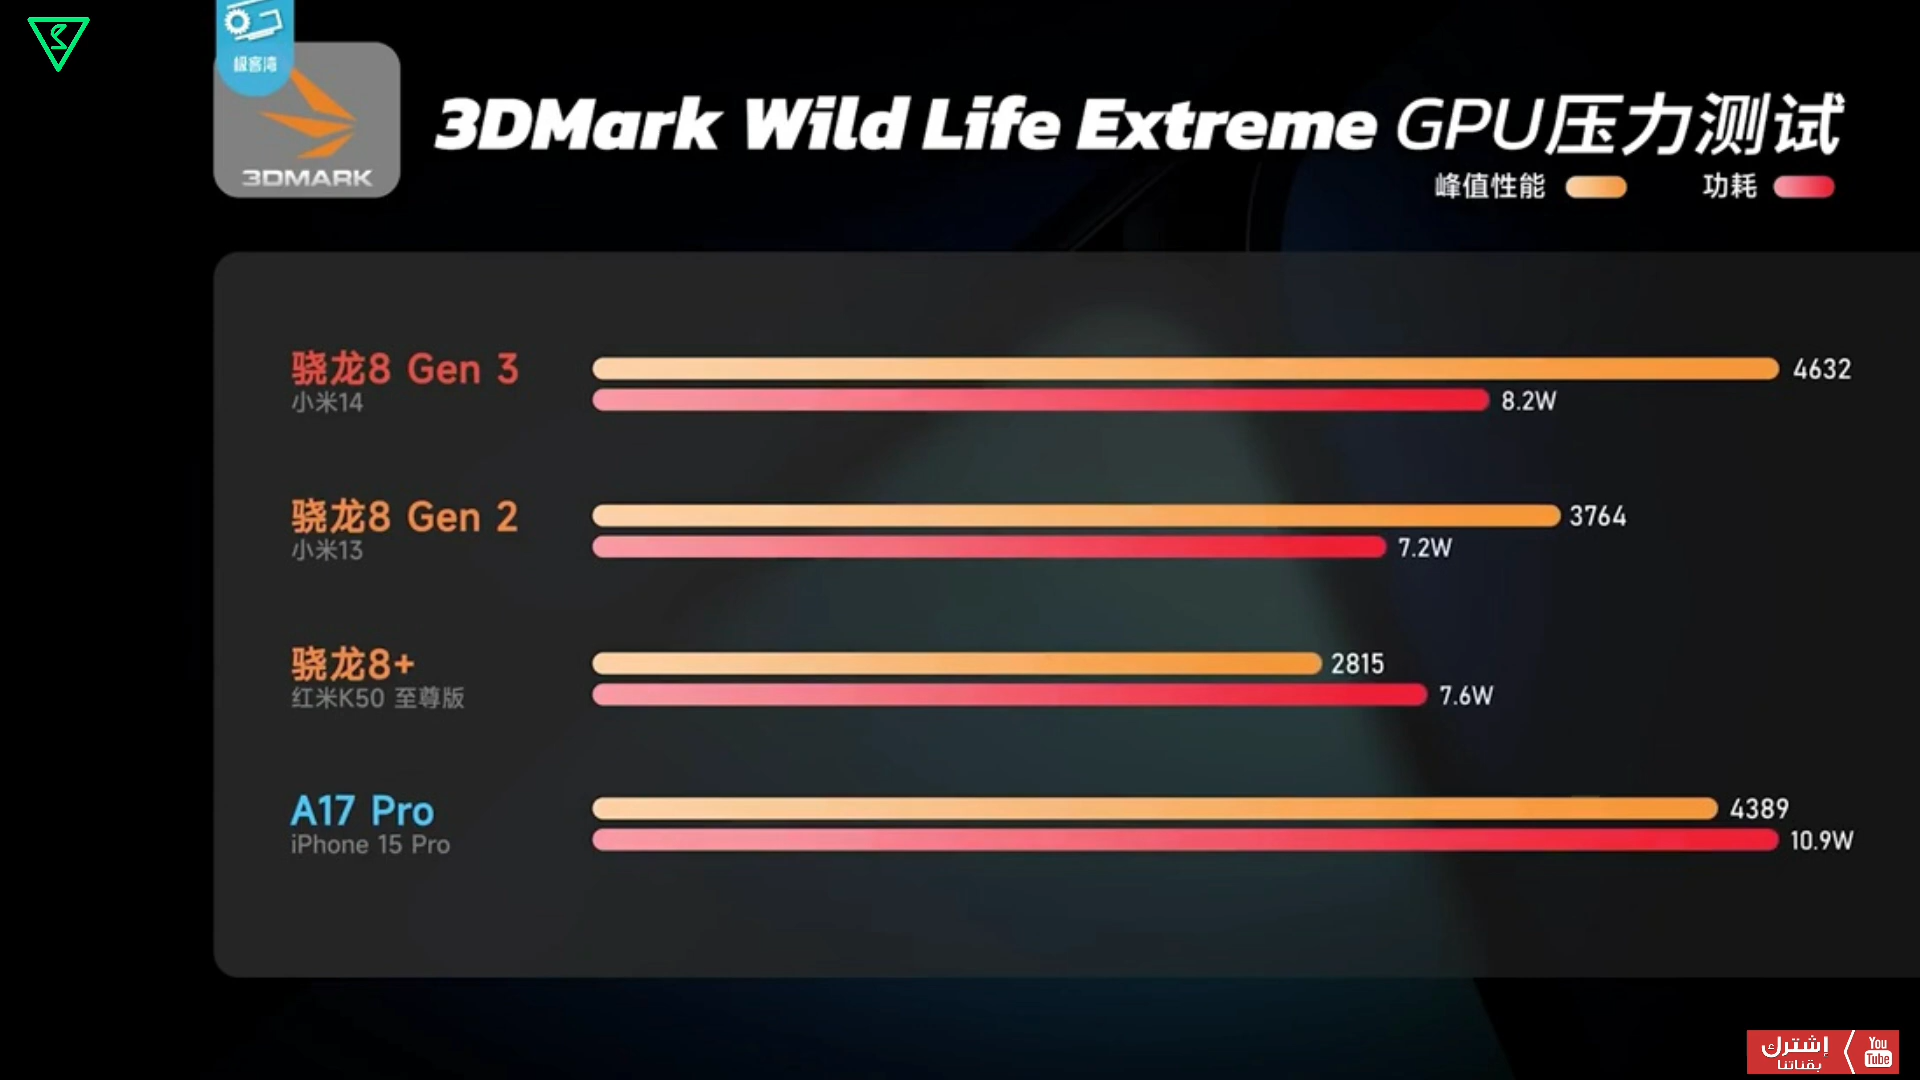 极客湾
3DMARK
3DMark Wild Life Extreme GPU压力测试
峰值性能 功耗
骁龙8 Gen 3
小米14
4632
8.2W
骁龙8 Gen 2
小米13
3764
7.2W
骁龙8+
红米K50 至尊版
2815
7.6W
A17 Pro
iPhone 15 Pro
4389
10.9W
إشترك
بقناتنا
You
Tube